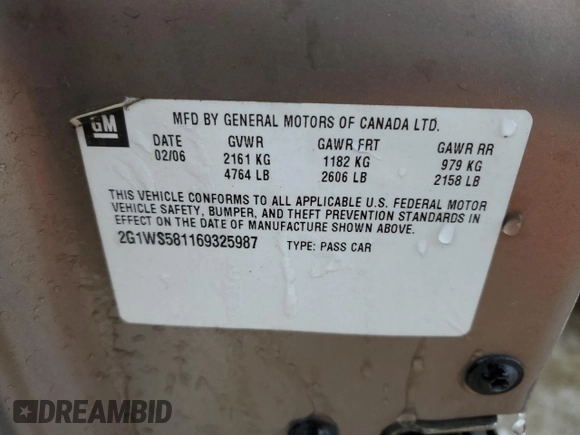 GM
MFD BY GENERAL MOTORS OF CANADA LTD.
DATE GVWR GAWR FRT GAWR RR
02/06 2161 KG 1182 KG 979 KG
4764 LB 2606 LB 2158 LB
THIS VEHICLE CONFORMS TO ALL APPLICABLE U.S. FEDERAL MOTOR
VEHICLE SAFETY, BUMPER, AND THEFT PREVENTION STANDARDS IN
EFFECT ON THE DATE OF MANUFACTURE SHOWN ABOVE.
2G1WS581169325987 TYPE: PASS CAR
DREAMBID